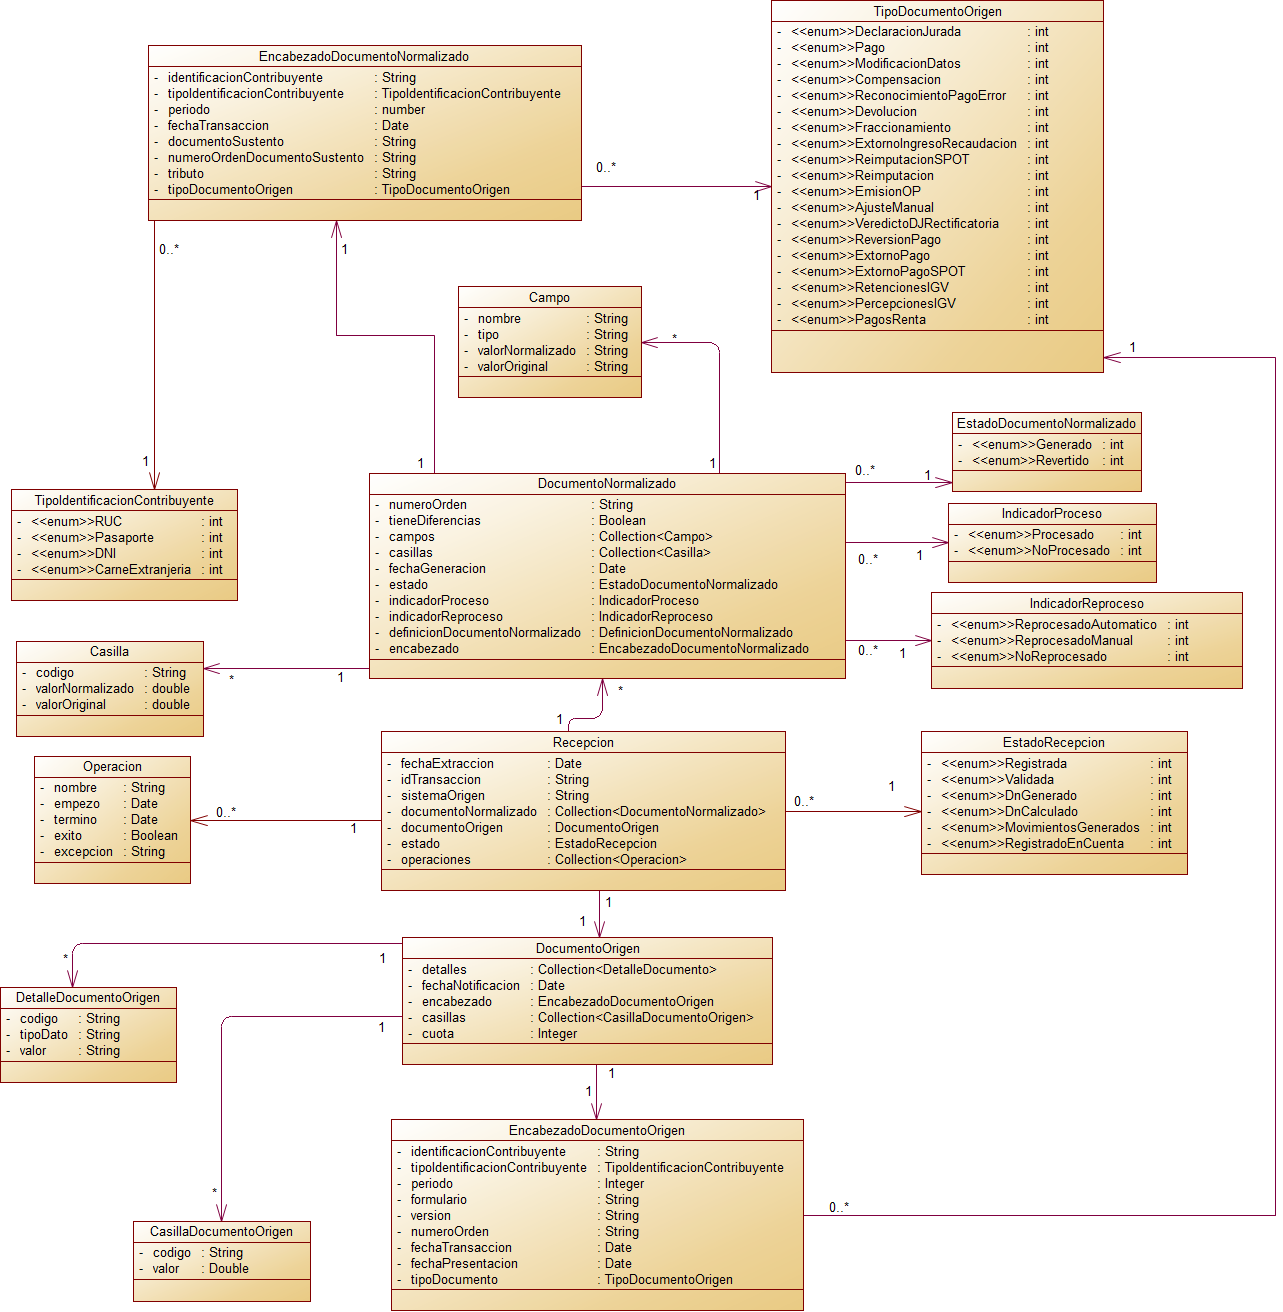 TipoDocumentoOrigen
- <<enum>>DeclaracionJurada : int
- <<enum>>Pago : int
- <<enum>>ModificacionDatos : int
- <<enum>>Compensacion : int
- <<enum>>ReconocimientoPagoError : int
- <<enum>>Devolucion : int
- <<enum>>Fraccionamiento : int
- <<enum>>ExtornoIngresoRecaudacion : int
- <<enum>>ReimputacionSPOT : int
- <<enum>>Reimputacion : int
- <<enum>>EmisionOP : int
- <<enum>>AjusteManual : int
- <<enum>>VeredictoDJRectificatoria : int
- <<enum>>ReversionPago : int
- <<enum>>ExtornoPago : int
- <<enum>>ExtornoPagoSPOT : int
- <<enum>>RetencionesIGV : int
- <<enum>>PercepcionesIGV : int
- <<enum>>PagosRenta : int
EncabezadoDocumentoNormalizado
- identificacionContribuyente : String
- tipoIdentificacionContribuyente : TipoIdentificacionContribuyente
- periodo : number
- fechaTransaccion : Date
- documentoSustento : String
- numeroOrdenDocumentoSustento : String
- tributo : String
- tipoDocumentoOrigen : TipoDocumentoOrigen
0..*
1
0..*
1
1
1
Campo
- nombre : String
- tipo : String
- valorNormalizado : String
- valorOriginal : String
*
1
1
EstadoDocumentoNormalizado
- <<enum>>Generado : int
- <<enum>>Revertido : int
TipoIdentificacionContribuyente
- <<enum>>RUC : int
- <<enum>>Pasaporte : int
- <<enum>>DNI : int
- <<enum>>CarneExtranjeria : int
DocumentoNormalizado
- numeroOrden : String
- tieneDiferencias : Boolean
- campos : Collection<Campo>
- casillas : Collection<Casilla>
- fechaGeneracion : Date
- estado : EstadoDocumentoNormalizado
- indicadorProceso : IndicadorProceso
- indicadorReproceso : IndicadorReproceso
- definicionDocumentoNormalizado : DefinicionDocumentoNormalizado
- encabezado : EncabezadoDocumentoNormalizado
0..*
1
IndicadorProceso
- <<enum>>Procesado : int
- <<enum>>NoProcesado : int
0..*
1
IndicadorReproceso
- <<enum>>ReprocesadoAutomatico : int
- <<enum>>ReprocesadoManual : int
- <<enum>>NoReprocesado : int
0..*
1
Casilla
- codigo : String
- valorNormalizado : double
- valorOriginal : double
*
1
*
1
Recepcion
- fechaExtraccion : Date
- idTransaccion : String
- sistemaOrigen : String
- documentoNormalizado : Collection<DocumentoNormalizado>
- documentoOrigen : DocumentoOrigen
- estado : EstadoRecepcion
- operaciones : Collection<Operacion>
EstadoRecepcion
- <<enum>>Registrada : int
- <<enum>>Validada : int
- <<enum>>DnGenerado : int
- <<enum>>DnCalculado : int
- <<enum>>MovimientosGenerados : int
- <<enum>>RegistradoEnCuenta : int
1
0..*
Operacion
- nombre : String
- empezo : Date
- termino : Date
- exito : Boolean
- excepcion : String
0..*
1
1
1
DocumentoOrigen
- detalles : Collection<DetalleDocumento>
- fechaNotificacion : Date
- encabezado : EncabezadoDocumentoOrigen
- casillas : Collection<CasillaDocumentoOrigen>
- cuota : Integer
*
1
1
DetalleDocumentoOrigen
- codigo : String
- tipoDato : String
- valor : String
1
1
EncabezadoDocumentoOrigen
- identificacionContribuyente : String
- tipoIdentificacionContribuyente : TipoIdentificacionContribuyente
- periodo : Integer
- formulario : String
- version : String
- numeroOrden : String
- fechaTransaccion : Date
- fechaPresentacion : Date
- tipoDocumento : TipoDocumentoOrigen
0..*
*
CasillaDocumentoOrigen
- codigo : String
- valor : Double